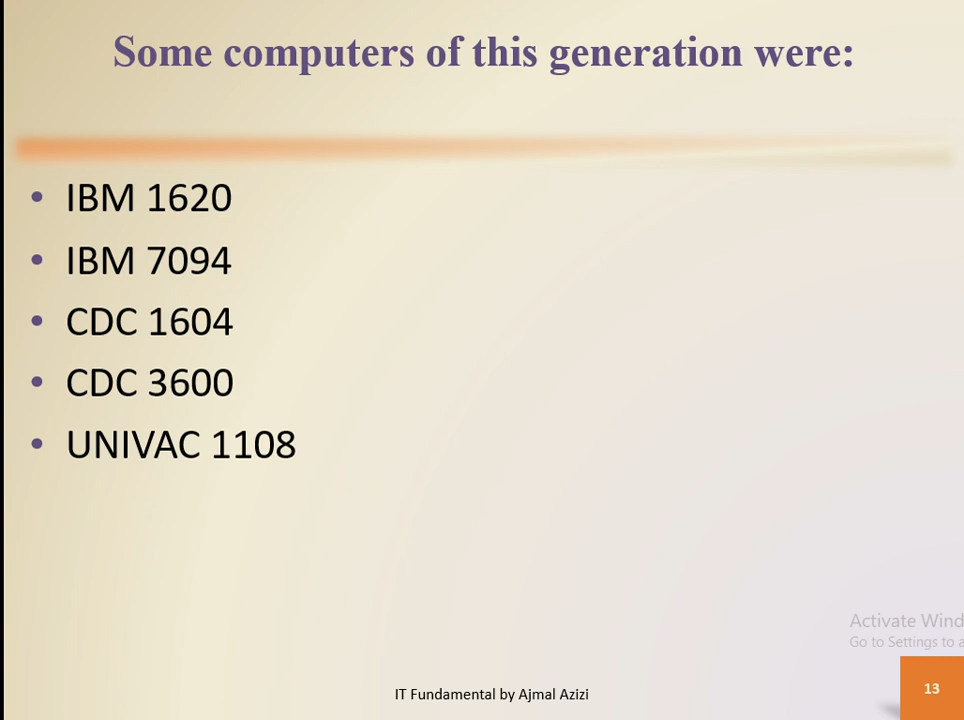 Some computers of this generation were:
• IBM 1620
• IBM 7094
• CDC 1604
• CDC 3600
• UNIVAC 1108
Activate Wind
Go to Settings to a
IT Fundamental by Ajmal Azizi
13